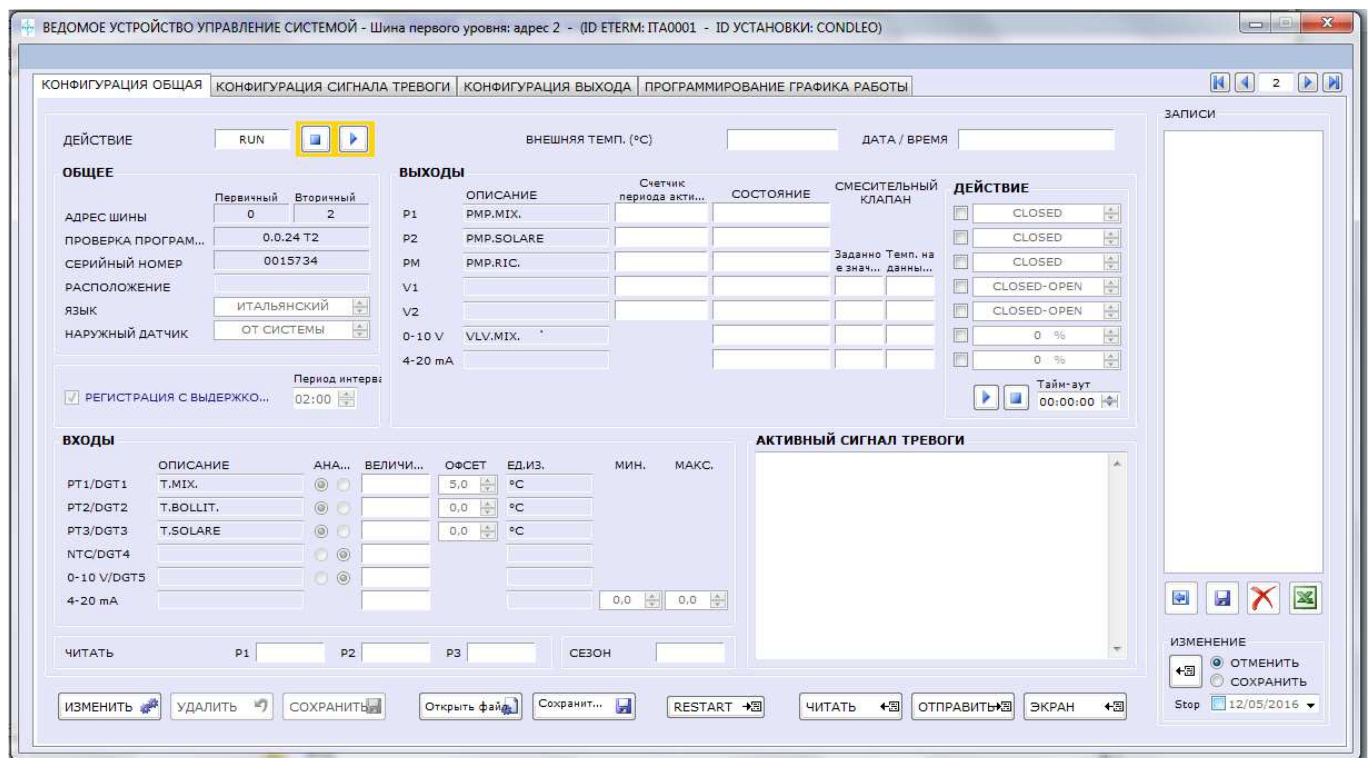 ВЕДОМОЕ УСТРОЙСТВО УПРАВЛЕНИЕ СИСТЕМОЙ - Шина первого уровня: адрес 2 - (ID ETERM: ITA0001 - ID УСТАНОВКИ: CONDLEO)
КОНФИГУРАЦИЯ ОБЩАЯ КОНФИГУРАЦИЯ СИГНАЛА ТРЕВОГИ КОНФИГУРАЦИЯ ВЫХОДА ПРОГРАММИРОВАНИЕ ГРАФИКА РАБОТЫ 2
ДЕЙСТВИЕ RUN ВНЕШНЯЯ ТЕМП. (°C) ДАТА / ВРЕМЯ
ОБЩЕЕ
Первичный Вторичный
АДРЕС ШИНЫ 0 2
ПРОВЕРКА ПРОГРАМ... 0.0.24 T2
СЕРИЙНЫЙ НОМЕР 0015734
РАСПОЛОЖЕНИЕ
ЯЗЫК ИТАЛЬЯНСКИЙ
НАРУЖНЫЙ ДАТЧИК ОТ СИСТЕМЫ
Период интерва
РЕГИСТРАЦИЯ С ВЫДЕРЖКО... 02:00
ВЫХОДЫ
ОПИСАНИЕ Счетчик периода акти... СОСТОЯНИЕ СМЕСИТЕЛЬНЫЙ КЛАПАН
P1 PMP.MIX.
P2 PMP.SOLARE
Заданно е знач... Темп. на данны...
PM PMP.RIC.
V1
V2
0-10 V VLV.MIX.
4-20 mA
ДЕЙСТВИЕ
CLOSED
CLOSED
CLOSED
CLOSED-OPEN
CLOSED-OPEN
0 %
0 %
Тайм-аут
00:00:00
ВХОДЫ
ОПИСАНИЕ АНА... ВЕЛИЧИ... ОФСЕТ ЕД.ИЗ. МИН. МАКС.
PT1/DGT1 T.MIX. 5,0 °C
PT2/DGT2 T.BOLLIT. 0,0 °C
PT3/DGT3 T.SOLARE 0,0 °C
NTC/DGT4
0-10 V/DGT5
4-20 mA 0,0 0,0
АКТИВНЫЙ СИГНАЛ ТРЕВОГИ
ЧИТАТЬ P1 P2 P3 СЕЗОН
ИЗМЕНИТЬ УДАЛИТЬ СОХРАНИТЬ Открыть файл Сохранит... RESTART ЧИТАТЬ ОТПРАВИТЬ ЭКРАН
ЗАПИСИ
ИЗМЕНЕНИЕ
ОТМЕНИТЬ
СОХРАНИТЬ
Stop 12/05/2016